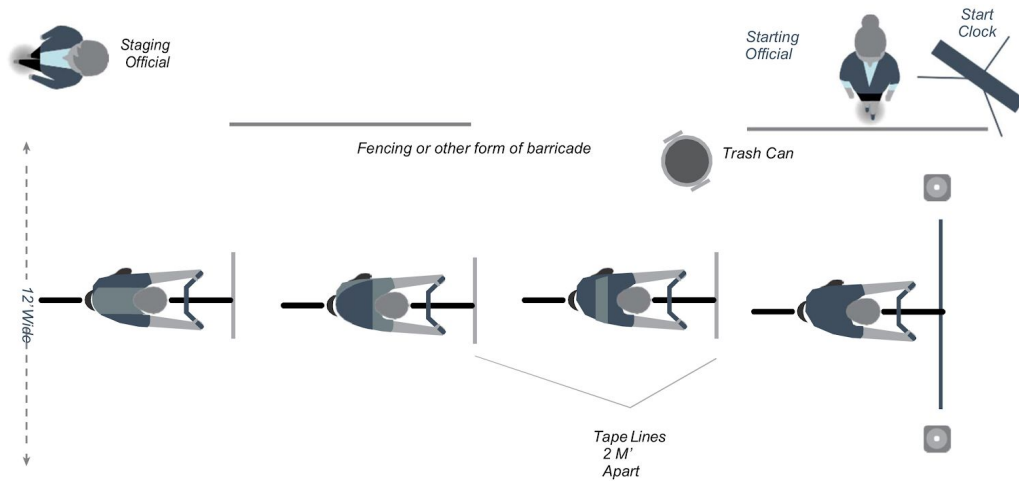 Staging
Official
Starting
Official
Start
Clock
Fencing or other form of barricade
Trash Can
12' Wide
Tape Lines
2 M'
Apart